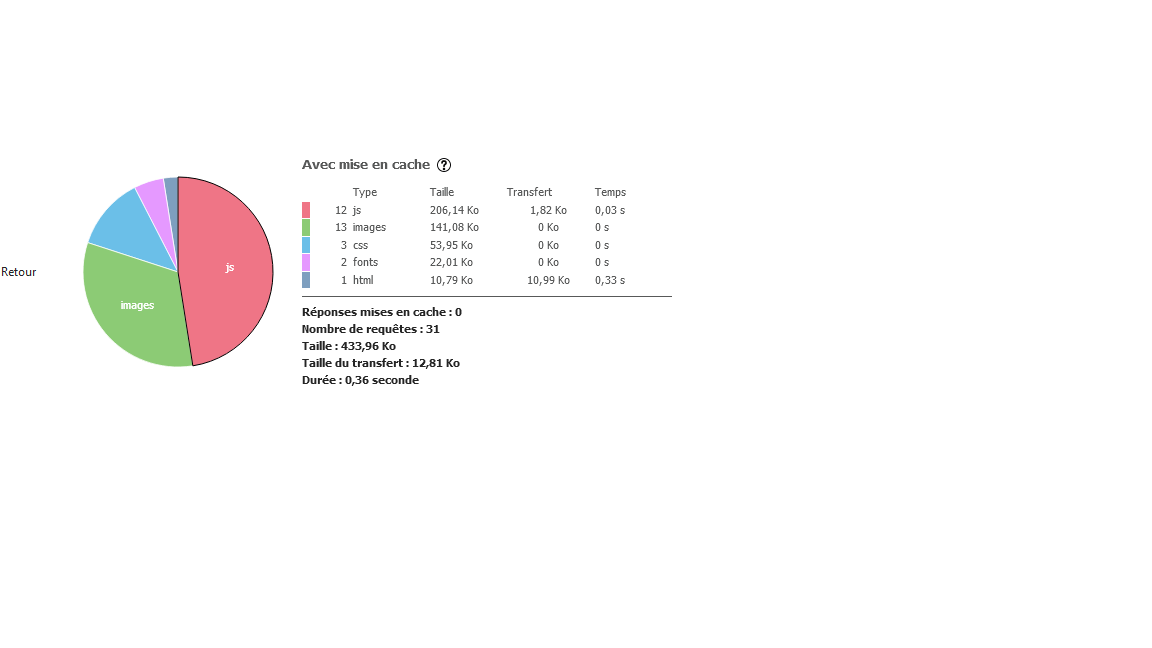 Avec mise en cache ?
Type Taille Transfert Temps
12 js 206,14 Ko 1,82 Ko 0,03 s
13 images 141,08 Ko 0 Ko 0 s
3 css 53,95 Ko 0 Ko 0 s
2 fonts 22,01 Ko 0 Ko 0 s
1 html 10,79 Ko 10,99 Ko 0,33 s
Réponses mises en cache : 0
Nombre de requêtes : 31
Taille : 433,96 Ko
Taille du transfert : 12,81 Ko
Durée : 0,36 seconde
Retour
js
images